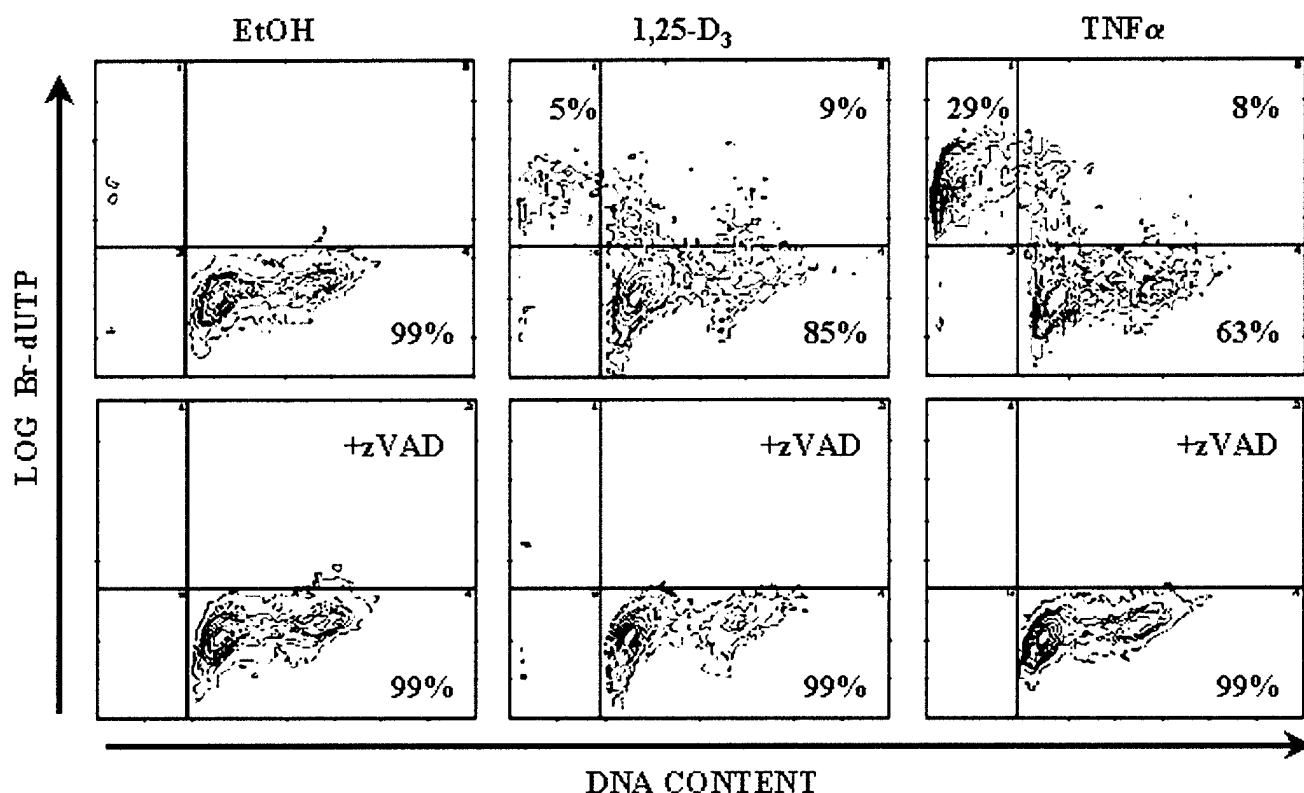 EtOH
1,25-D₃
TNFα
5%
9%
29%
8%
99%
85%
63%
+zVAD
+zVAD
+zVAD
99%
99%
99%
LOG Br-dUTP
DNA CONTENT